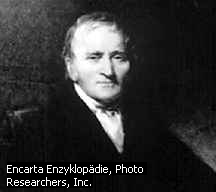 Encarta Enzyklopädie, Photo
Researchers, Inc.